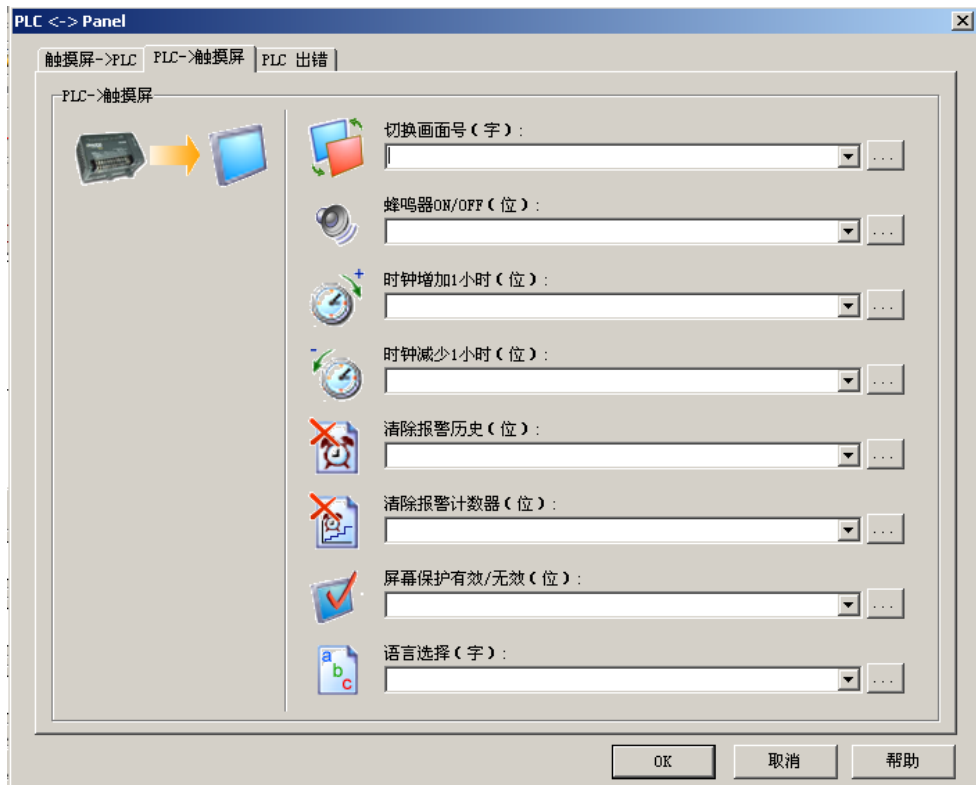 PLC <-> Panel
触摸屏->PLC PLC->触摸屏 PLC 出错
PLC->触摸屏
切换画面号(字):
...
蜂鸣器ON/OFF(位):
...
时钟增加1小时(位):
...
时钟减少1小时(位):
...
清除报警历史(位):
...
清除报警计数器(位):
...
屏幕保护有效/无效(位):
...
语言选择(字):
...
a
b
c
OK 取消 帮助